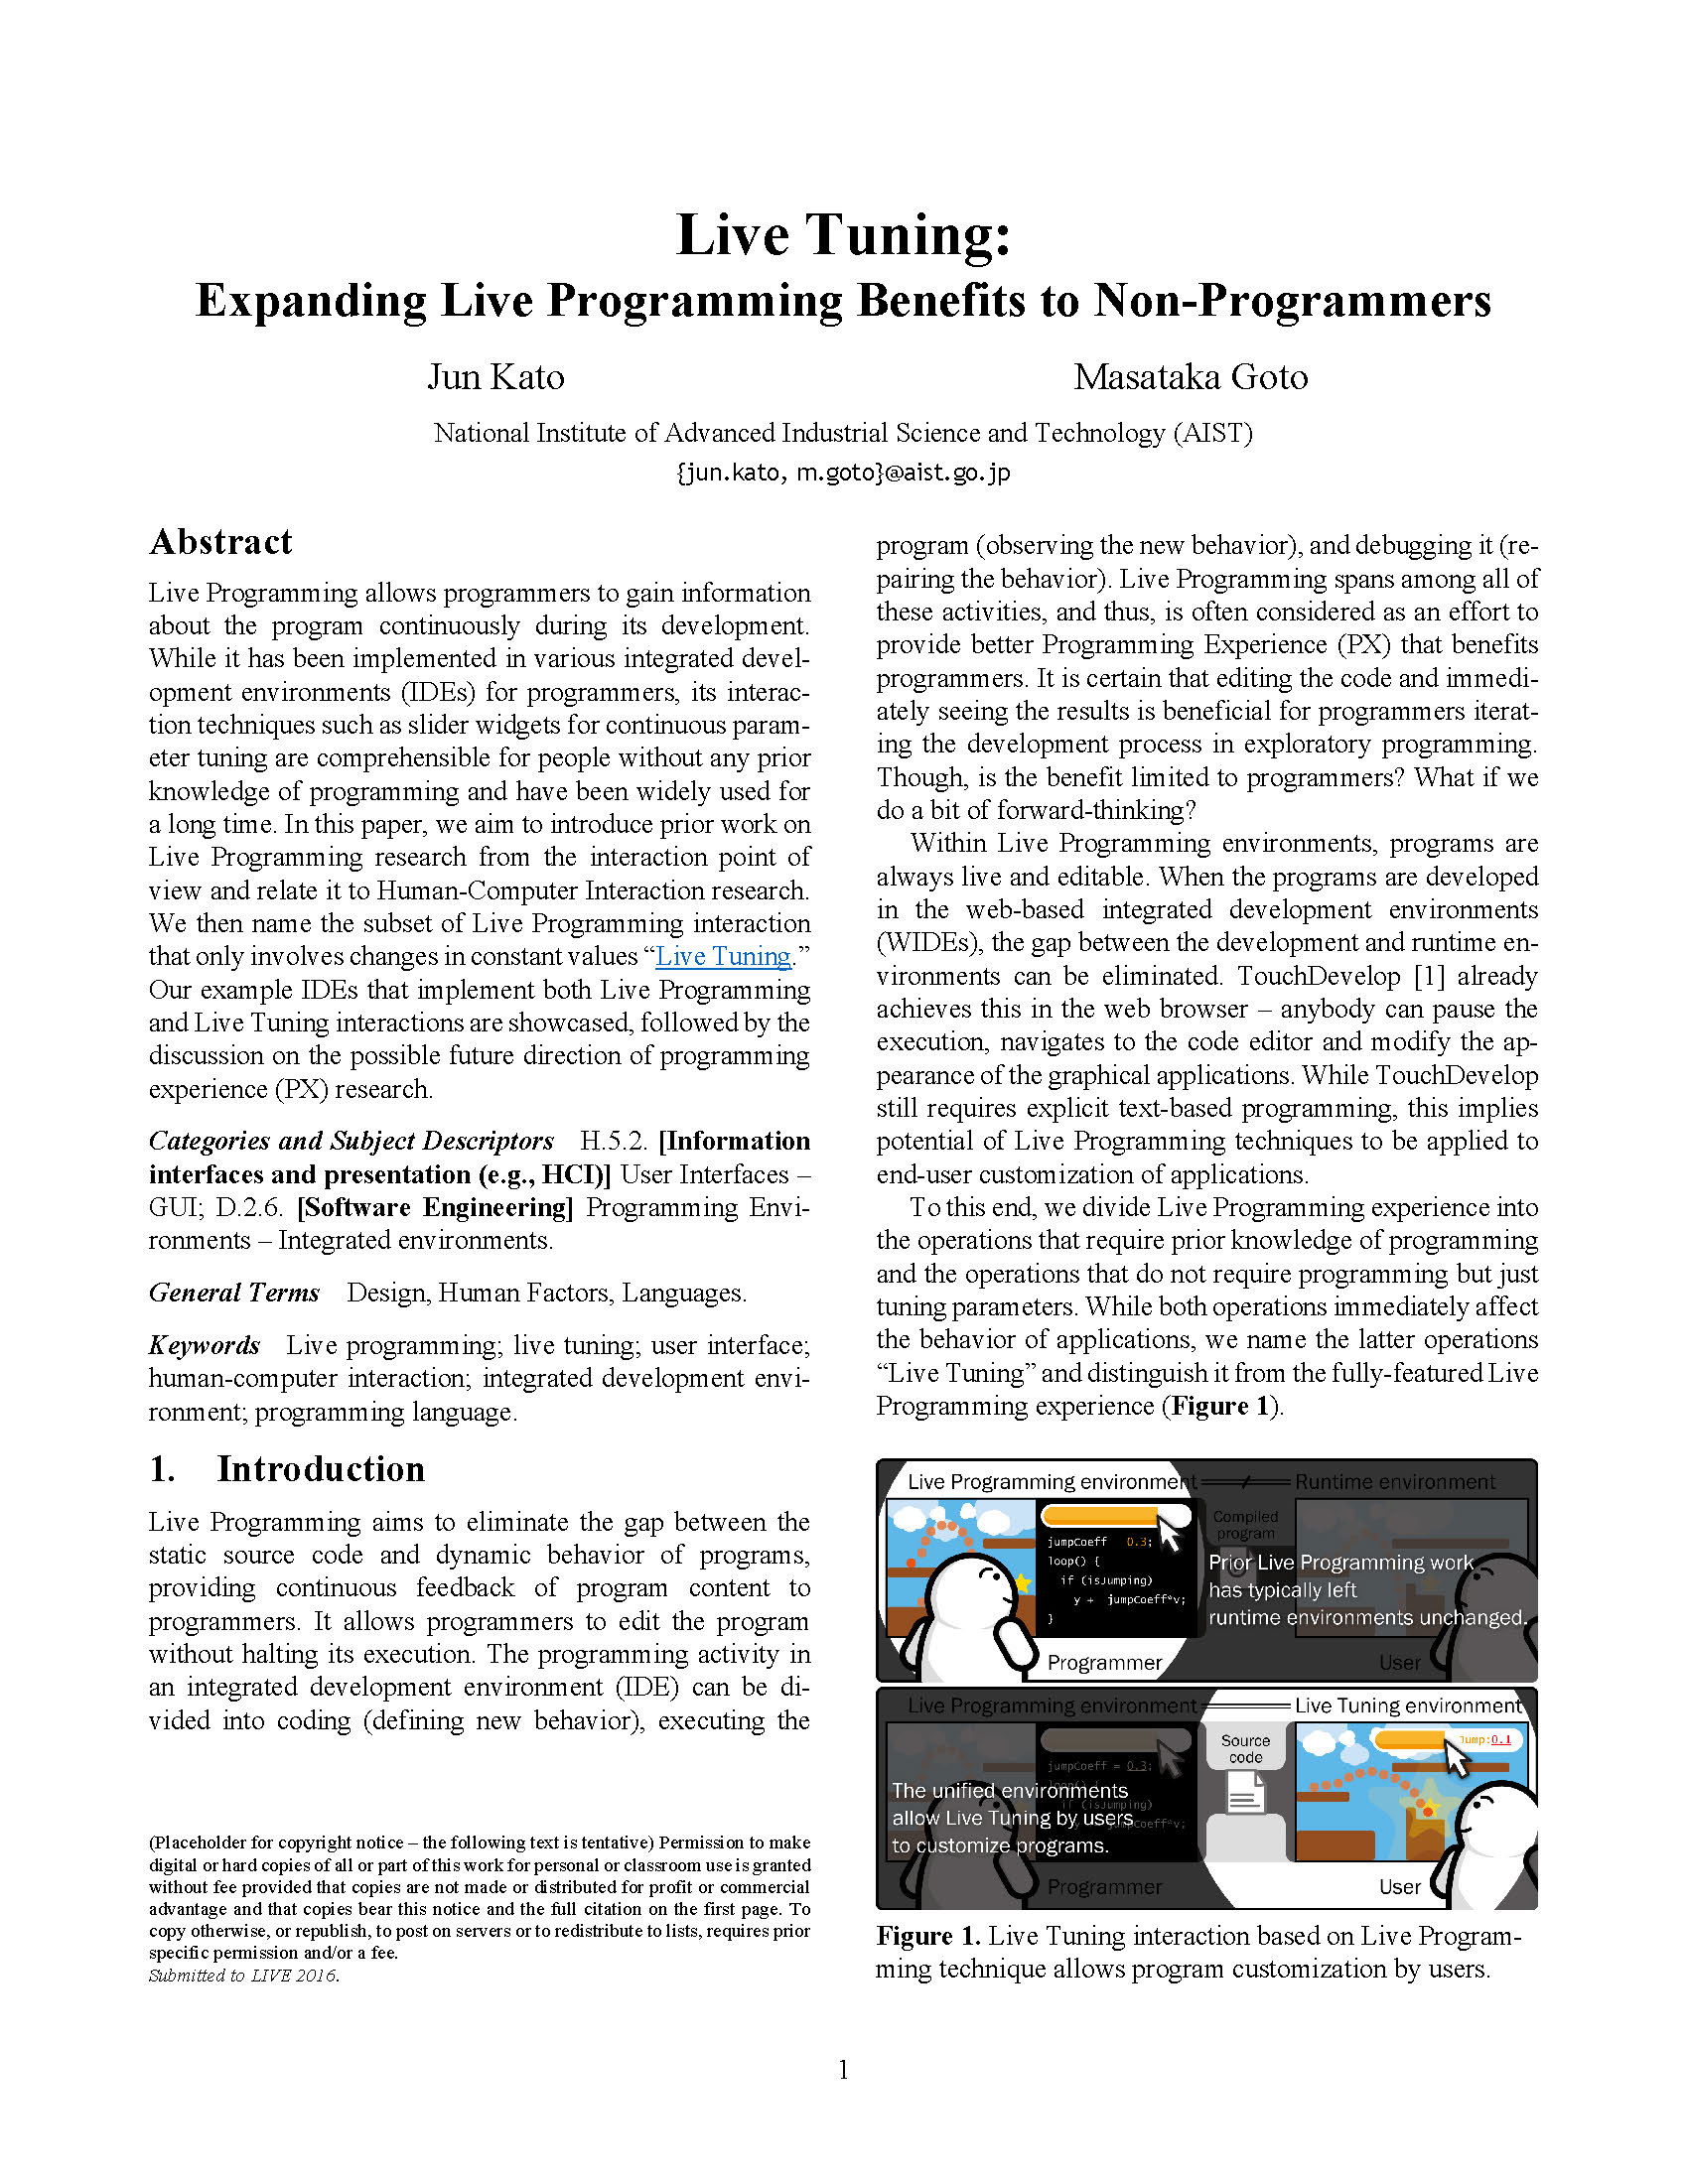 Live Tuning:
Expanding Live Programming Benefits to Non-Programmers
Jun Kato
Masataka Goto
National Institute of Advanced Industrial Science and Technology (AIST)
{jun.kato, m.goto}@aist.go.jp
Abstract
Live Programming allows programmers to gain information
about the program continuously during its development.
While it has been implemented in various integrated devel-
opment environments (IDEs) for programmers, its interac-
tion techniques such as slider widgets for continuous param-
eter tuning are comprehensible for people without any prior
knowledge of programming and have been widely used for
a long time. In this paper, we aim to introduce prior work on
Live Programming research from the interaction point of
view and relate it to Human-Computer Interaction research.
We then name the subset of Live Programming interaction
that only involves changes in constant values “Live Tuning.”
Our example IDEs that implement both Live Programming
and Live Tuning interactions are showcased, followed by the
discussion on the possible future direction of programming
experience (PX) research.
Categories and Subject Descriptors H.5.2. [Information
interfaces and presentation (e.g., HCI)] User Interfaces –
GUI; D.2.6. [Software Engineering] Programming Envi-
ronments – Integrated environments.
General Terms Design, Human Factors, Languages.
Keywords Live programming; live tuning; user interface;
human-computer interaction; integrated development envi-
ronment; programming language.
1. Introduction
Live Programming aims to eliminate the gap between the
static source code and dynamic behavior of programs,
providing continuous feedback of program content to
programmers. It allows programmers to edit the program
without halting its execution. The programming activity in
an integrated development environment (IDE) can be di-
vided into coding (defining new behavior), executing the
(Placeholder for copyright notice – the following text is tentative) Permission to make
digital or hard copies of all or part of this work for personal or classroom use is granted
without fee provided that copies are not made or distributed for profit or commercial
advantage and that copies bear this notice and the full citation on the first page. To
copy otherwise, or republish, to post on servers or to redistribute to lists, requires prior
specific permission and/or a fee.
Submitted to LIVE 2016.
program (observing the new behavior), and debugging it (re-
pairing the behavior). Live Programming spans among all of
these activities, and thus, is often considered as an effort to
provide better Programming Experience (PX) that benefits
programmers. It is certain that editing the code and immedi-
ately seeing the results is beneficial for programmers iterat-
ing the development process in exploratory programming.
Though, is the benefit limited to programmers? What if we
do a bit of forward-thinking?
Within Live Programming environments, programs are
always live and editable. When the programs are developed
in the web-based integrated development environments
(WIDEs), the gap between the development and runtime en-
vironments can be eliminated. TouchDevelop [1] already
achieves this in the web browser – anybody can pause the
execution, navigates to the code editor and modify the ap-
pearance of the graphical applications. While TouchDevelop
still requires explicit text-based programming, this implies
potential of Live Programming techniques to be applied to
end-user customization of applications.
To this end, we divide Live Programming experience into
the operations that require prior knowledge of programming
and the operations that do not require programming but just
tuning parameters. While both operations immediately affect
the behavior of applications, we name the latter operations
“Live Tuning” and distinguish it from the fully-featured Live
Programming experience (Figure 1).
Live Programming environment
Runtime environment
jumpCoeff 0.3;
loop() {
if (isJumping)
y + jumpCoeff*v;
}
Compiled
program
Prior Live Programming work
has typically left
runtime environments unchanged.
Programmer
User
Live Programming environment
Live Tuning environment
jumpCoeff = 0.3;
loop() {
if (isJumping)
jumpCoeff*v;
The unified environments
allow Live Tuning by users
to customize programs.
Source
code
Jump:0.1
Programmer
User
Figure 1. Live Tuning interaction based on Live Program-
ming technique allows program customization by users.
1